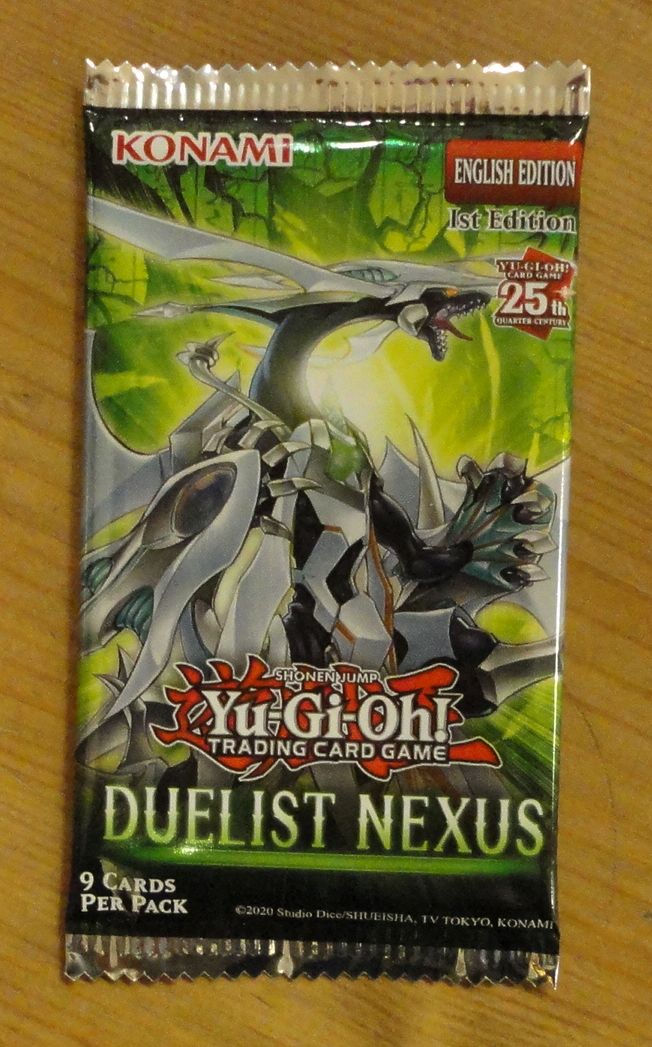 KONAMI
ENGLISH EDITION
1st Edition
YU-GI-OH!
CARD GAME
25th
QUARTER CENTURY
SHONEN JUMP
Yu-Gi-Oh!
TRADING CARD GAME
DUELIST NEXUS
9 CARDS
PER PACK
©2020 Studio Dice/SHUEISHA, TV TOKYO, KONAMI